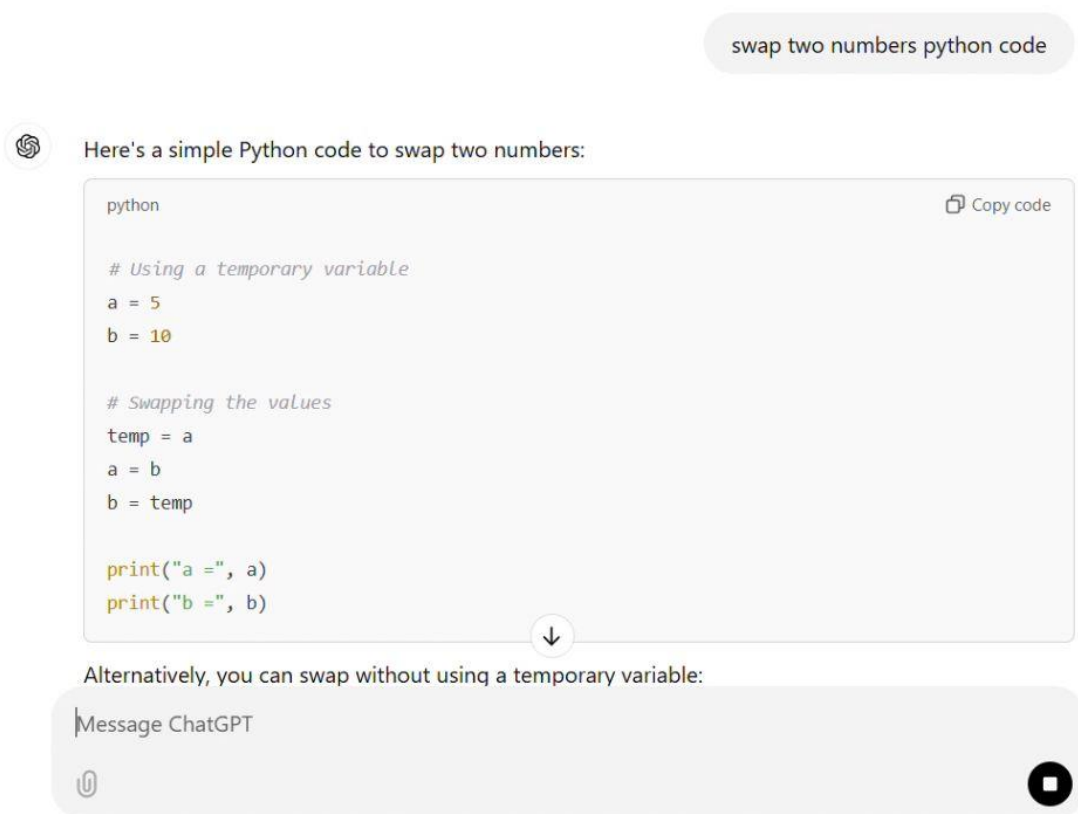 swap two numbers python code
Here's a simple Python code to swap two numbers:
python
Copy code
# Using a temporary variable
a = 5
b = 10
# Swapping the values
temp = a
a = b
b = temp
print("a =", a)
print("b =", b)
Alternatively, you can swap without using a temporary variable:
Message ChatGPT